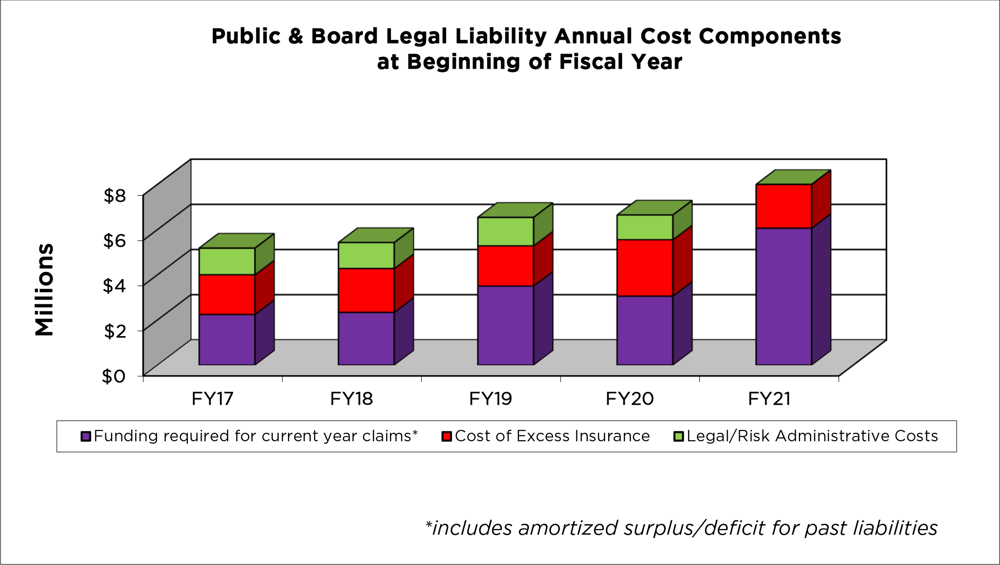 Public & Board Legal Liability Annual Cost Components
at Beginning of Fiscal Year
Millions
$8
$6
$4
$2
$0
FY17 FY18 FY19 FY20 FY21
Funding required for current year claims* Cost of Excess Insurance Legal/Risk Administrative Costs
*includes amortized surplus/deficit for past liabilities